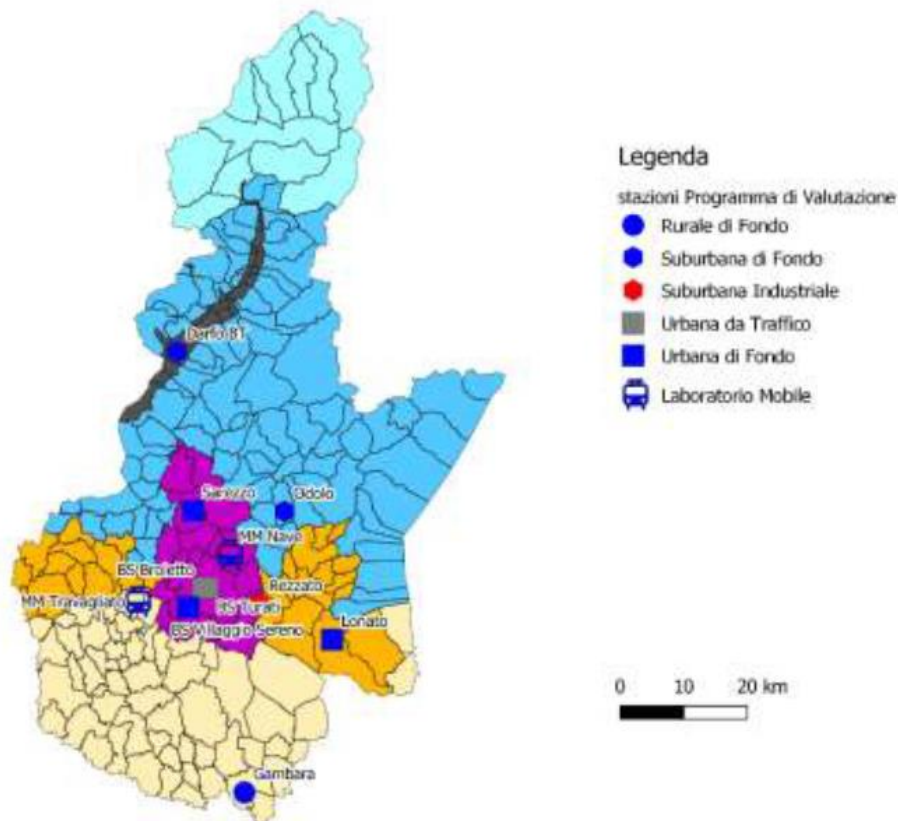 Legenda
stazioni Programma di Valutazione
Rurale di Fondo
Suburbana di Fondo
Suburbana Industriale
Urbana da Traffico
Urbana di Fondo
Laboratorio Mobile
Darfo BT
Sarezzo
Odolo
MM Nave
BS Broletto
Rezzato
MM Travagliato
BS Turati
Lonato
BS Villaggio Sereno
0 10 20 km
Gambara